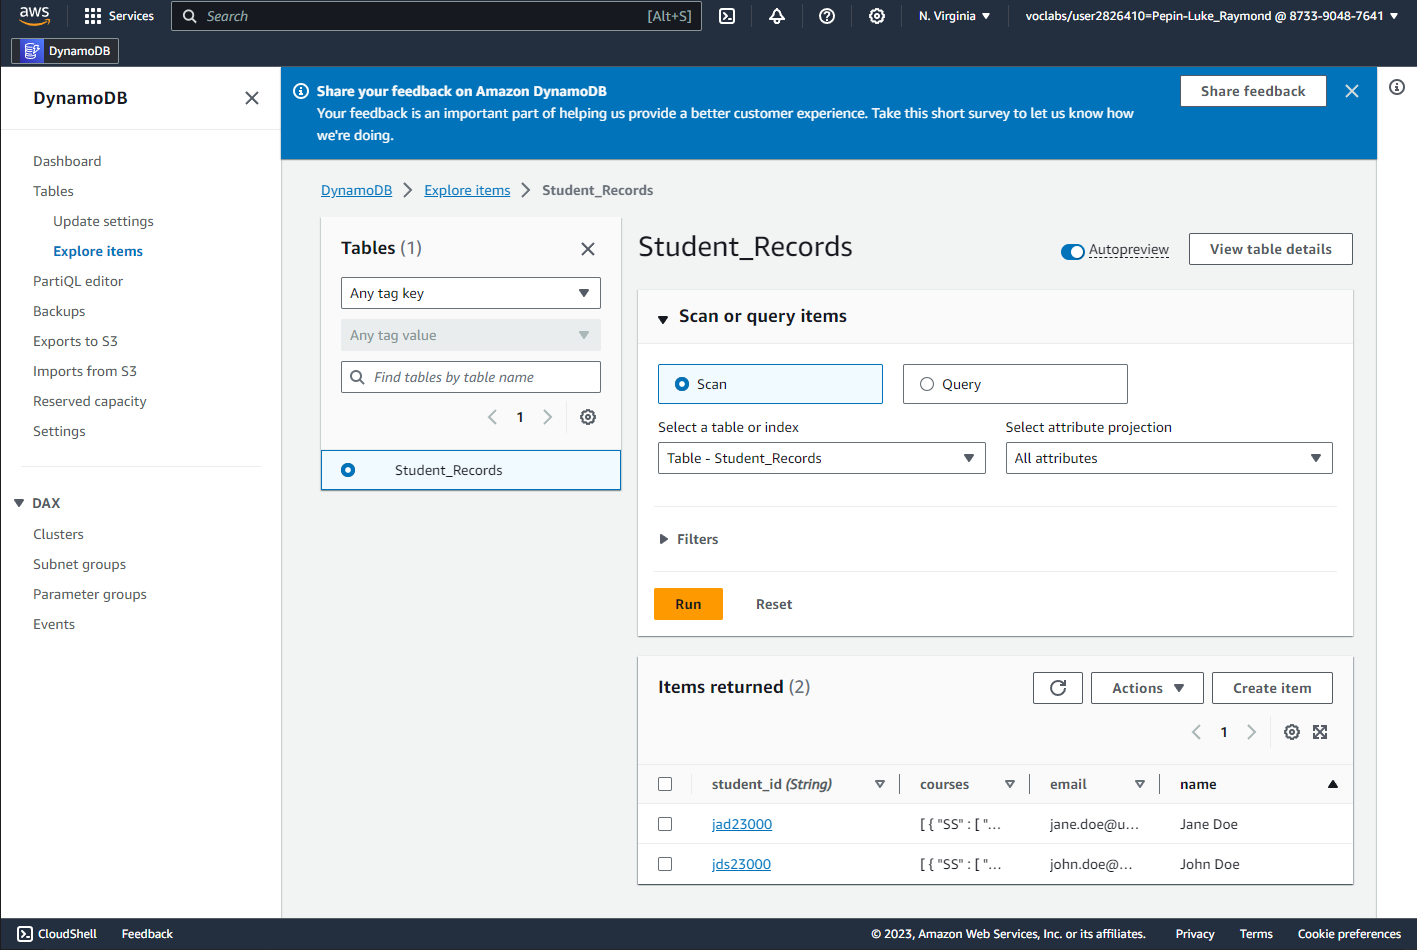 aws
Services
Search
[Alt+S]
N. Virginia
voclabs/user2826410=Pepin-Luke_Raymond @ 8733-9048-7641
DynamoDB
DynamoDB
Dashboard
Tables
Update settings
Explore items
PartiQL editor
Backups
Exports to S3
Imports from S3
Reserved capacity
Settings
DAX
Clusters
Subnet groups
Parameter groups
Events
Share your feedback on Amazon DynamoDB
Your feedback is an important part of helping us provide a better customer experience. Take this short survey to let us know how
we're doing.
Share feedback
DynamoDB
Explore items
Student_Records
Tables (1)
Any tag key
Any tag value
Find tables by table name
1
Student_Records
Student_Records
Autopreview
View table details
Scan or query items
Scan
Query
Select a table or index
Select attribute projection
Table - Student_Records
All attributes
Filters
Run
Reset
Items returned (2)
Actions
Create item
1
student_id (String)
courses
email
name
jad23000
[ { "SS" : [ "...
jane.doe@u...
Jane Doe
jds23000
[ { "SS" : [ "...
john.doe@...
John Doe
CloudShell
Feedback
© 2023, Amazon Web Services, Inc. or its affiliates.
Privacy
Terms
Cookie preferences